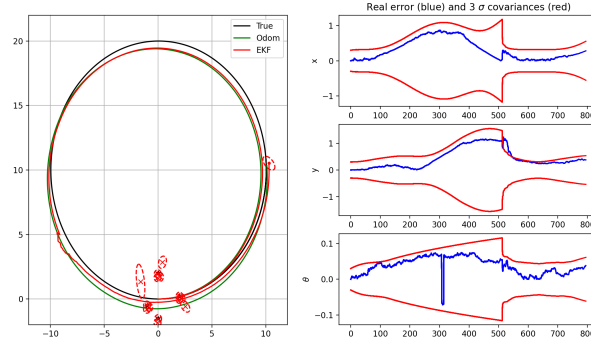 Real error (blue) and 3 σ covariances (red)
True
Odom
EKF
20
15
10
5
0
−10 −5 0 5 10
x
1
0
−1
0 100 200 300 400 500 600 700 800
y
1
0
−1
0 100 200 300 400 500 600 700 800
θ
0.1
0.0
−0.1
0 100 200 300 400 500 600 700 800